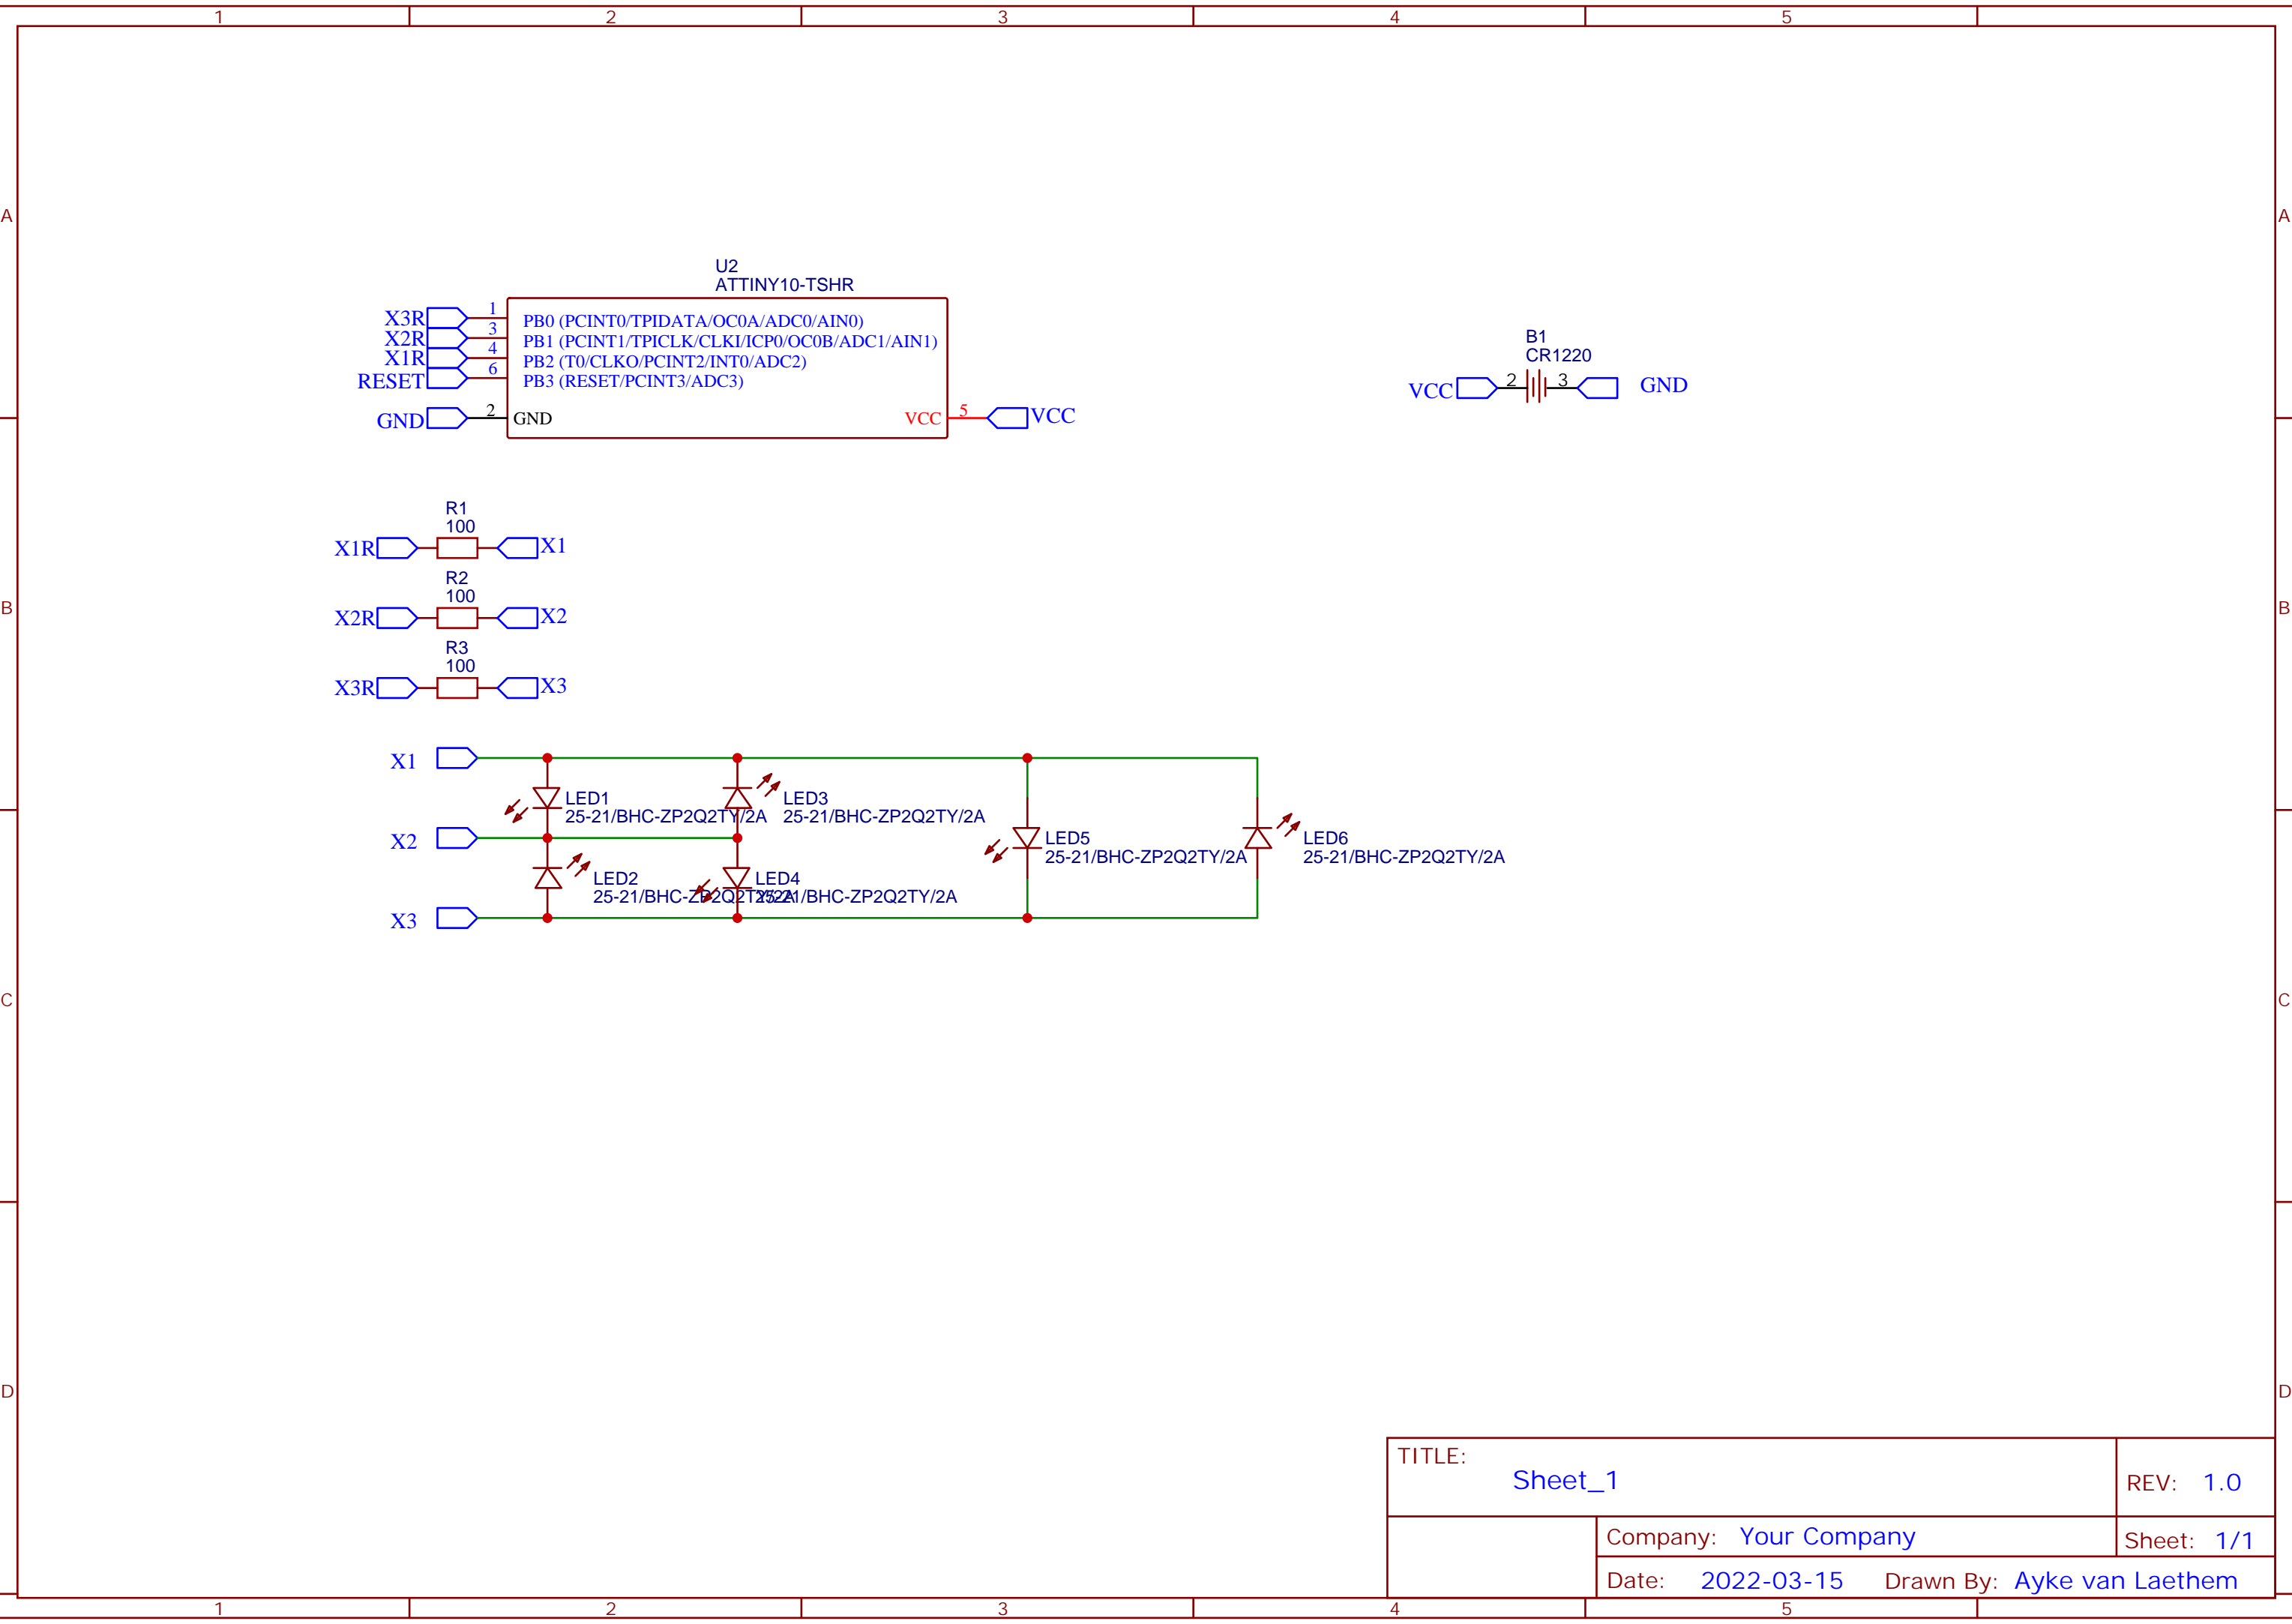 1 2 3 4 5
A A
U2
ATTINY10-TSHR
X3R 1 PB0 (PCINT0/TPIDATA/OC0A/ADC0/AIN0)
X2R 3 PB1 (PCINT1/TPICLK/CLKI/ICP0/OC0B/ADC1/AIN1)
X1R 4 PB2 (T0/CLKO/PCINT2/INT0/ADC2)
RESET 6 PB3 (RESET/PCINT3/ADC3)
GND 2 GND VCC 5 VCC
B1
CR1220
VCC 2 3 GND
R1
100
X1R X1
R2
100
X2R X2
R3
100
X3R X3
B B
X1
LED1
25-21/BHC-ZP2Q2TY/2A
LED3
25-21/BHC-ZP2Q2TY/2A
X2
LED5
25-21/BHC-ZP2Q2TY/2A
LED6
25-21/BHC-ZP2Q2TY/2A
LED2
25-21/BHC-ZP2Q2TY/2A
LED4
25-21/BHC-ZP2Q2TY/2A
X3
C C
D D
TITLE:
Sheet_1
REV: 1.0
Company: Your Company
Sheet: 1/1
Date: 2022-03-15 Drawn By: Ayke van Laethem
1 2 3 4 5